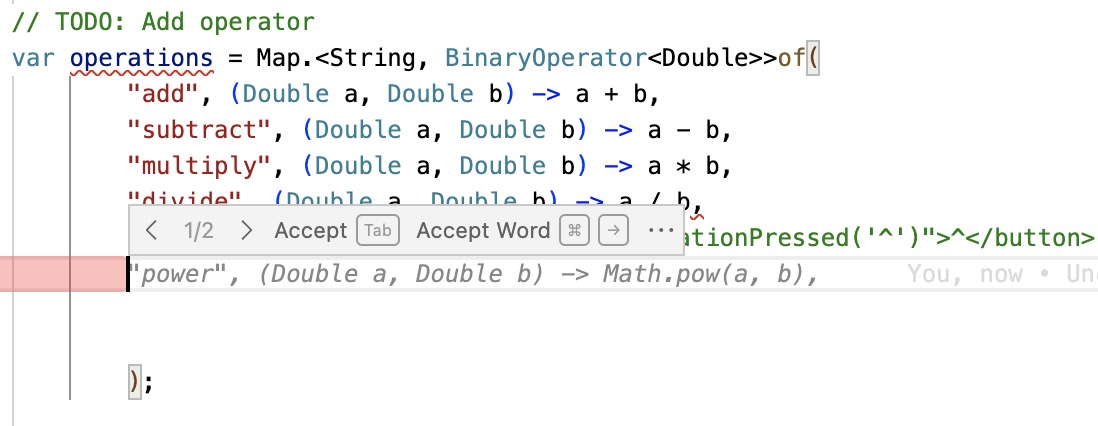 // TODO: Add operator
var operations = Map.<String, BinaryOperator<Double>>of(
"add", (Double a, Double b) -> a + b,
"subtract", (Double a, Double b) -> a - b,
"multiply", (Double a, Double b) -> a * b,
"divide", (Double a, Double b) -> a / b,
< 1/2 > Accept Tab Accept Word ⌘ → ...
ationPressed('^')">^</button>
"power", (Double a, Double b) -> Math.pow(a, b), You, now • Un
);